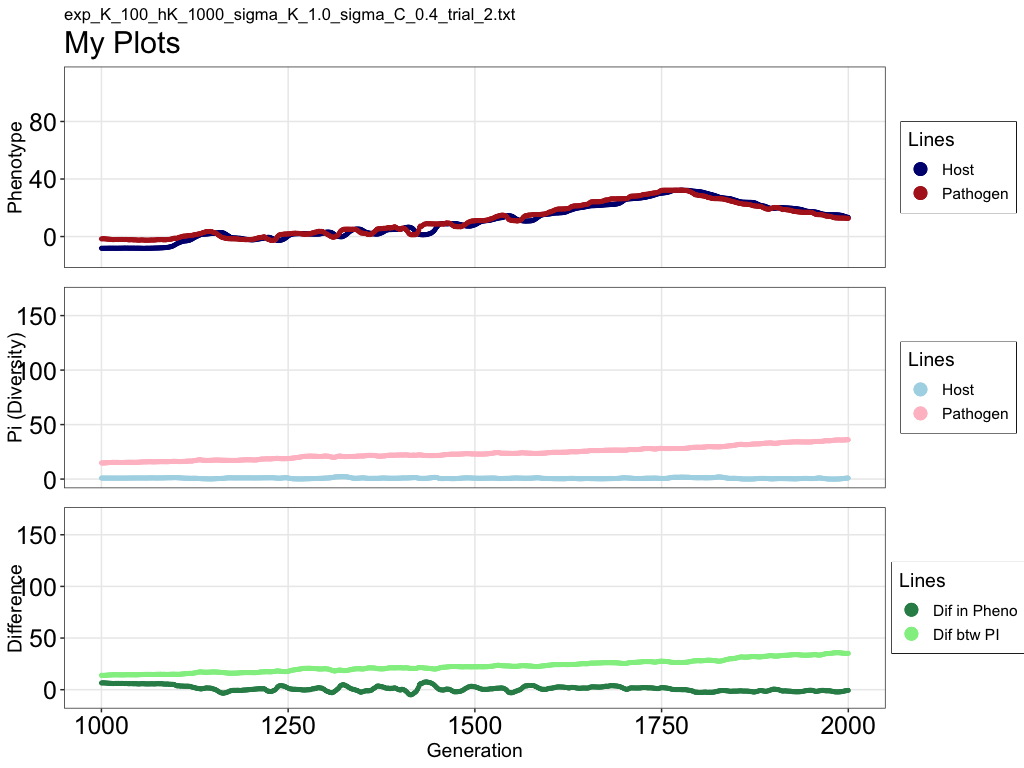 exp_K_100_hK_1000_sigma_K_1.0_sigma_C_0.4_trial_2.txt
My Plots
Phenotype
80
40
0
Lines
Host
Pathogen
Pi (Diversity)
150
100
50
0
Lines
Host
Pathogen
Difference
150
100
50
0
Lines
Dif in Pheno
Dif btw PI
1000 1250 1500 1750 2000
Generation